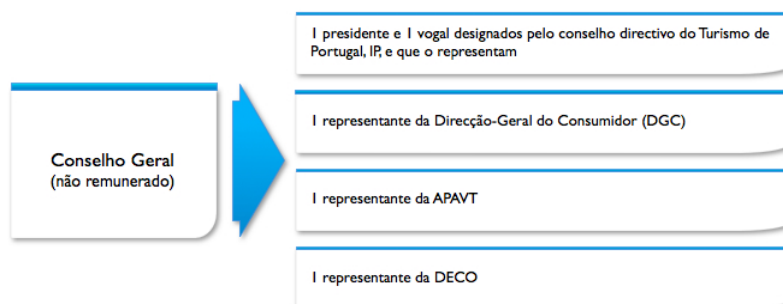 1 presidente e 1 vogal designados pelo conselho directivo do Turismo de
Portugal, IP, e que o representam
1 representante da Direcção-Geral do Consumidor (DGC)
Conselho Geral
(não remunerado)
1 representante da APAVT
1 representante da DECO